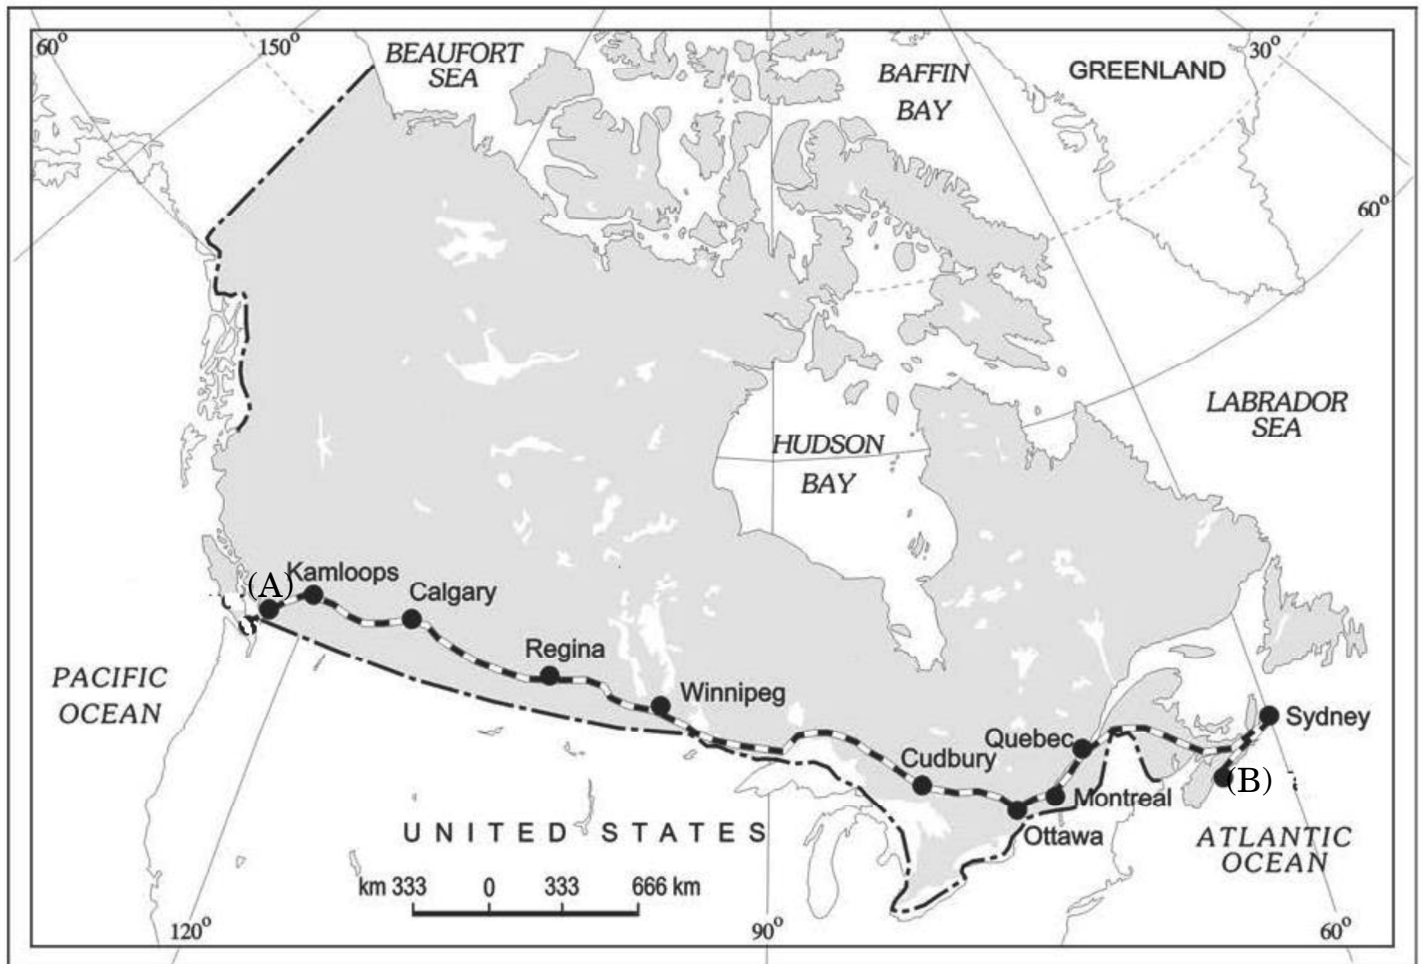 60°
150°
BEAUFORT
SEA
BAFFIN
BAY
GREENLAND
30°
60°
LABRADOR
SEA
HUDSON
BAY
(A)
Kamloops
Calgary
Regina
Winnipeg
PACIFIC
OCEAN
Quebec
Sydney
Cudbury
(B)
Montreal
Ottawa
UNITED STATES
ATLANTIC
OCEAN
km 333 0 333 666 km
120°
90°
60°